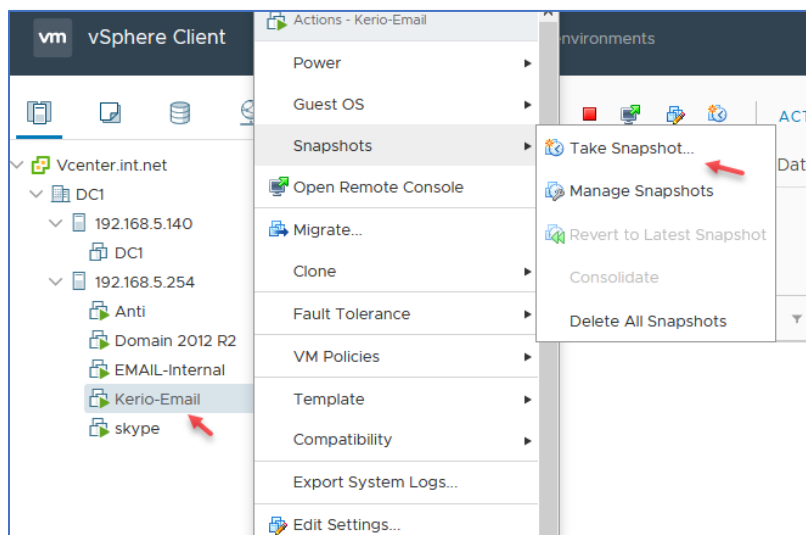 vm vSphere Client
Vcenter.int.net
DC1
192.168.5.140
DC1
192.168.5.254
Anti
Domain 2012 R2
EMAIL-Internal
Kerio-Email
skype
Actions - Kerio-Email
Power
Guest OS
Snapshots
Open Remote Console
Migrate...
Clone
Fault Tolerance
VM Policies
Template
Compatibility
Export System Logs...
Edit Settings...
Take Snapshot...
Manage Snapshots
Revert to Latest Snapshot
Consolidate
Delete All Snapshots
nvironments
ACT
Dat